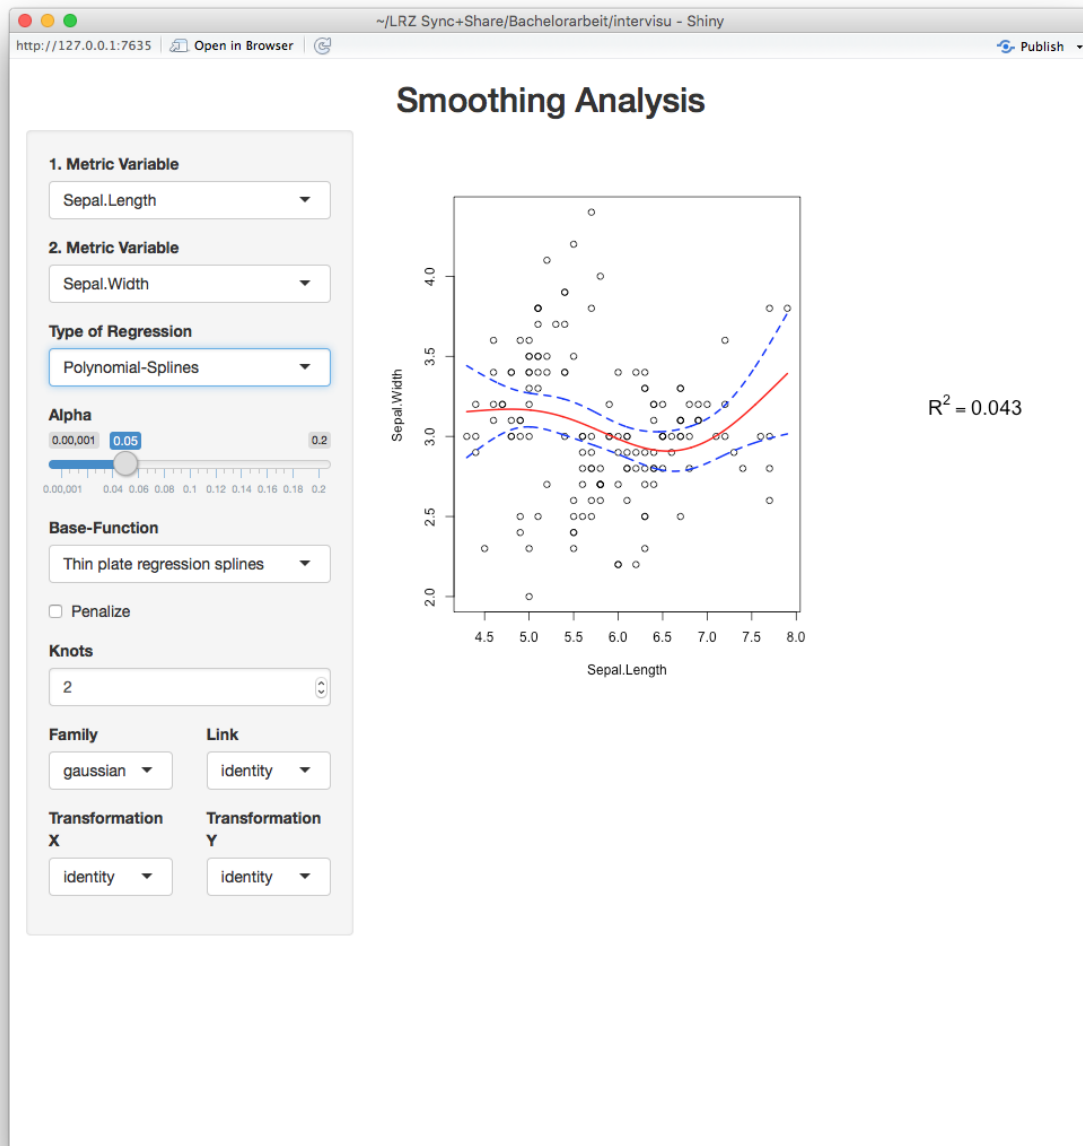 ~/LRZ Sync+Share/Bachelorarbeit/intervisu - Shiny
http://127.0.0.1:7635 Open in Browser Publish
Smoothing Analysis
1. Metric Variable
Sepal.Length
2. Metric Variable
Sepal.Width
Type of Regression
Polynomial-Splines
Alpha
0.00,001 0.05 0.2
0.00,001 0.04 0.06 0.08 0.1 0.12 0.14 0.16 0.18 0.2
Base-Function
Thin plate regression splines
Penalize
Knots
2
Family Link
gaussian identity
Transformation X Transformation Y
identity identity
Sepal.Width
4.0
3.5
3.0
2.5
2.0
4.5 5.0 5.5 6.0 6.5 7.0 7.5 8.0
Sepal.Length
R² = 0.043